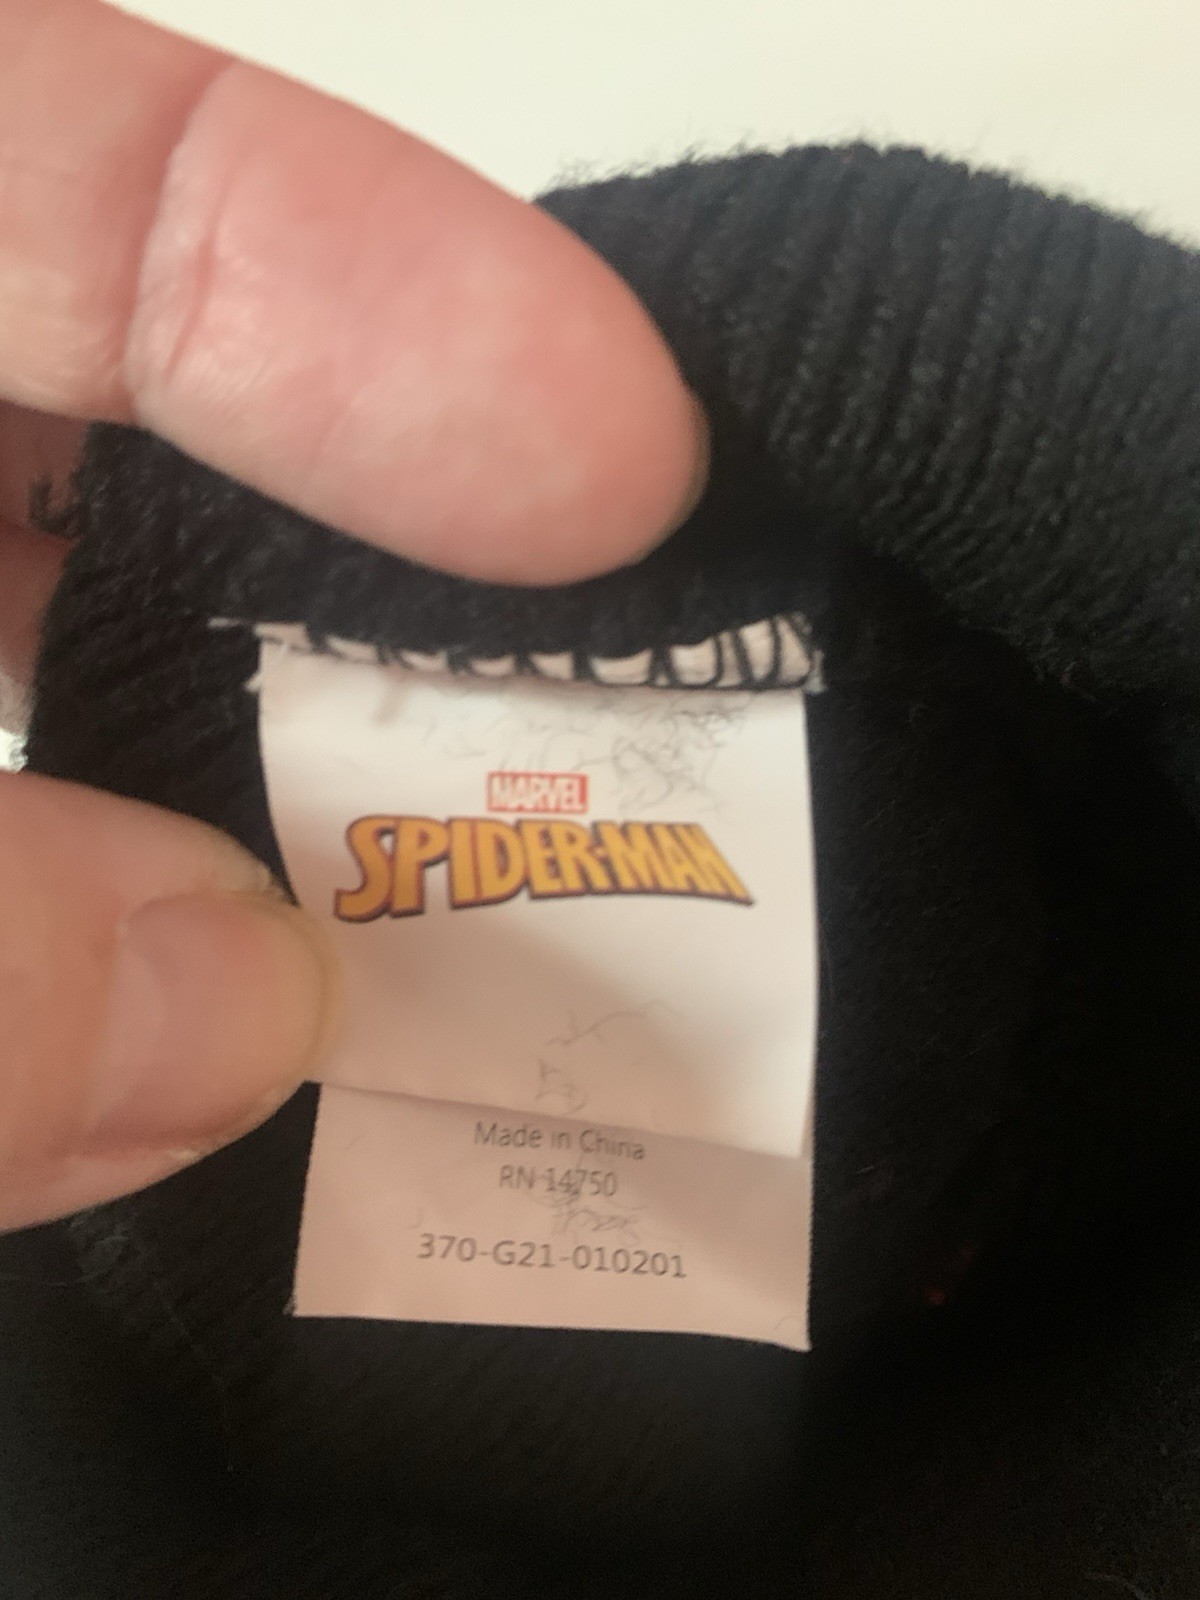 MARVEL
SPIDER-MAN
Made in China
RN 14750
370-G21-010201